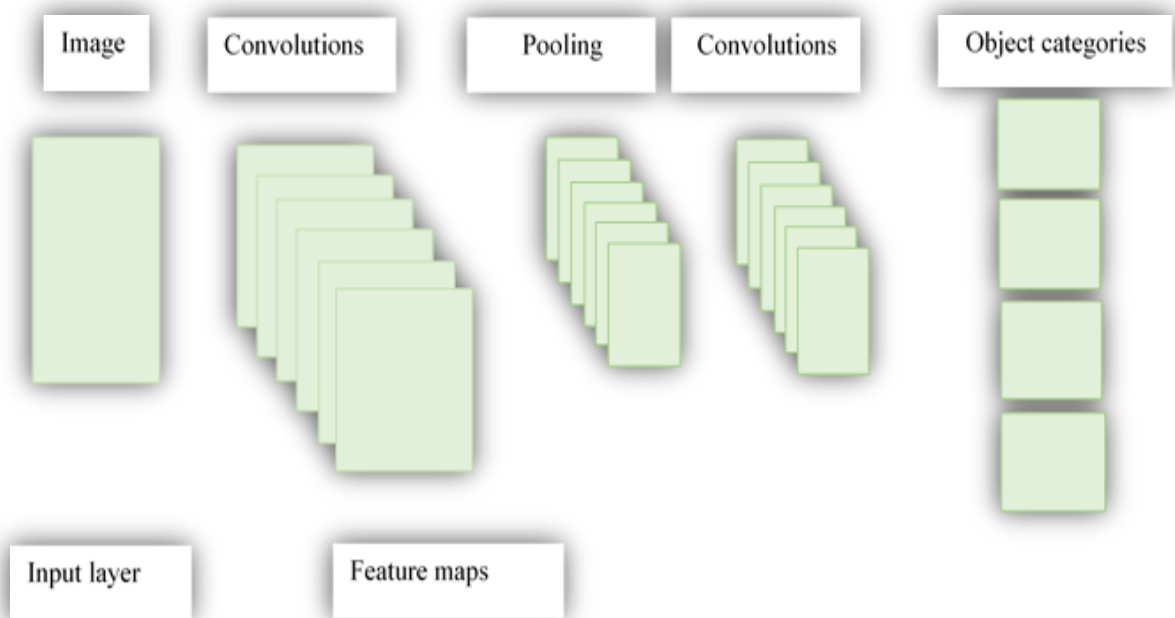 Image
Convolutions
Pooling
Convolutions
Object categories
Input layer
Feature maps